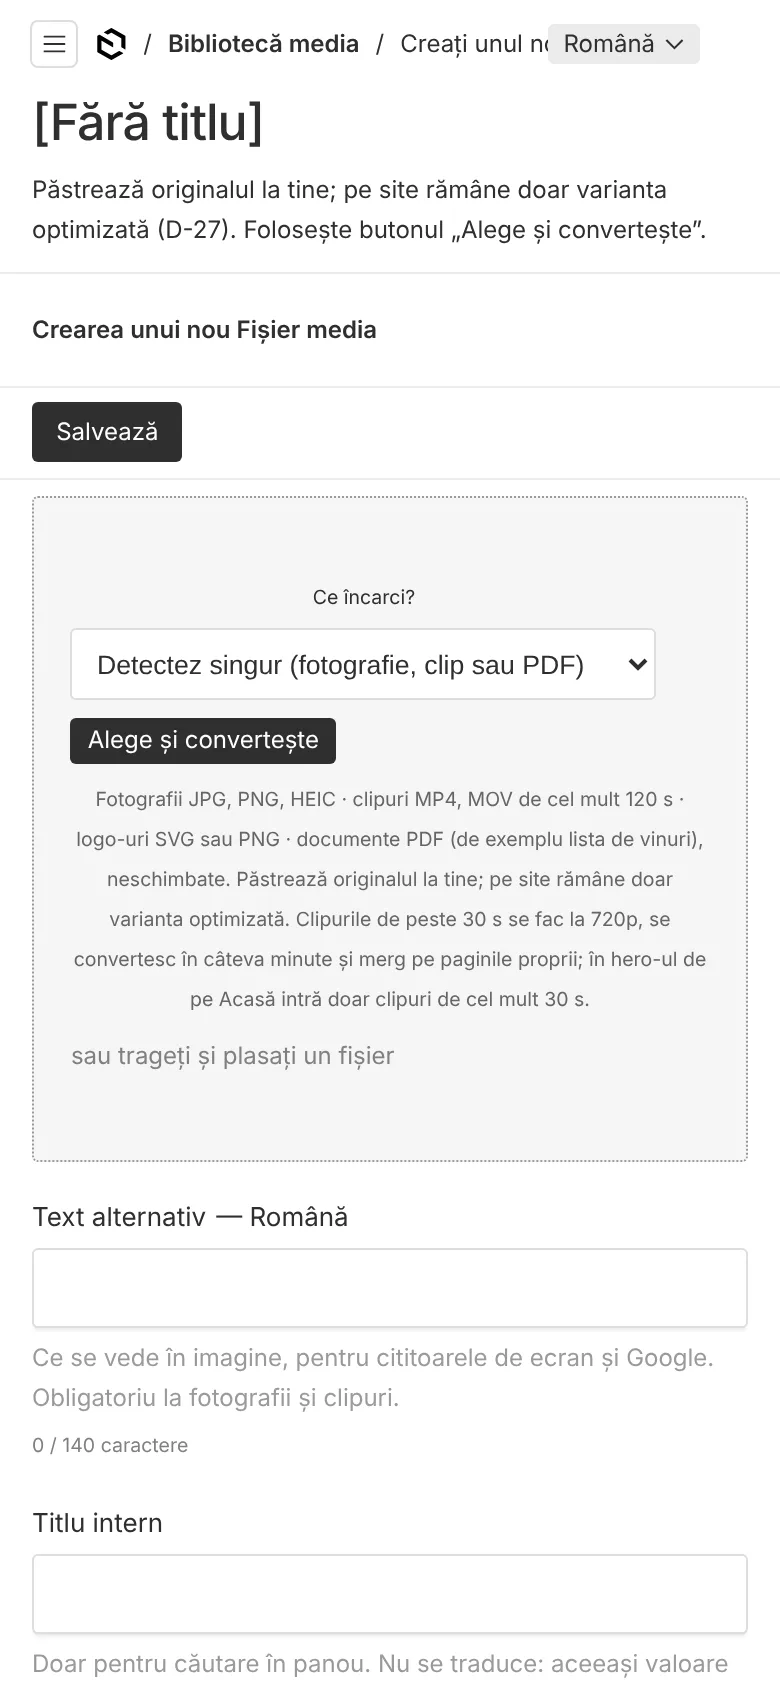 / Bibliotecă media / Creați unul Română
[Fără titlu]
Păstrează originalul la tine; pe site rămâne doar varianta
optimizată (D-27). Folosește butonul „Alege și convertește”.
Crearea unui nou Fișier media
Salvează
Ce încarci?
Detectez singur (fotografie, clip sau PDF)
Alege și convertește
Fotografii JPG, PNG, HEIC · clipuri MP4, MOV de cel mult 120 s ·
logo-uri SVG sau PNG · documente PDF (de exemplu lista de vinuri),
neschimbate. Păstrează originalul la tine; pe site rămâne doar
varianta optimizată. Clipurile de peste 30 s se fac la 720p, se
convertesc în câteva minute și merg pe paginile proprii; în hero-ul de
pe Acasă intră doar clipuri de cel mult 30 s.
sau trageți și plasați un fișier
Text alternativ — Română
Ce se vede în imagine, pentru cititoarele de ecran și Google.
Obligatoriu la fotografii și clipuri.
0 / 140 caractere
Titlu intern
Doar pentru căutare în panou. Nu se traduce: aceeași valoare